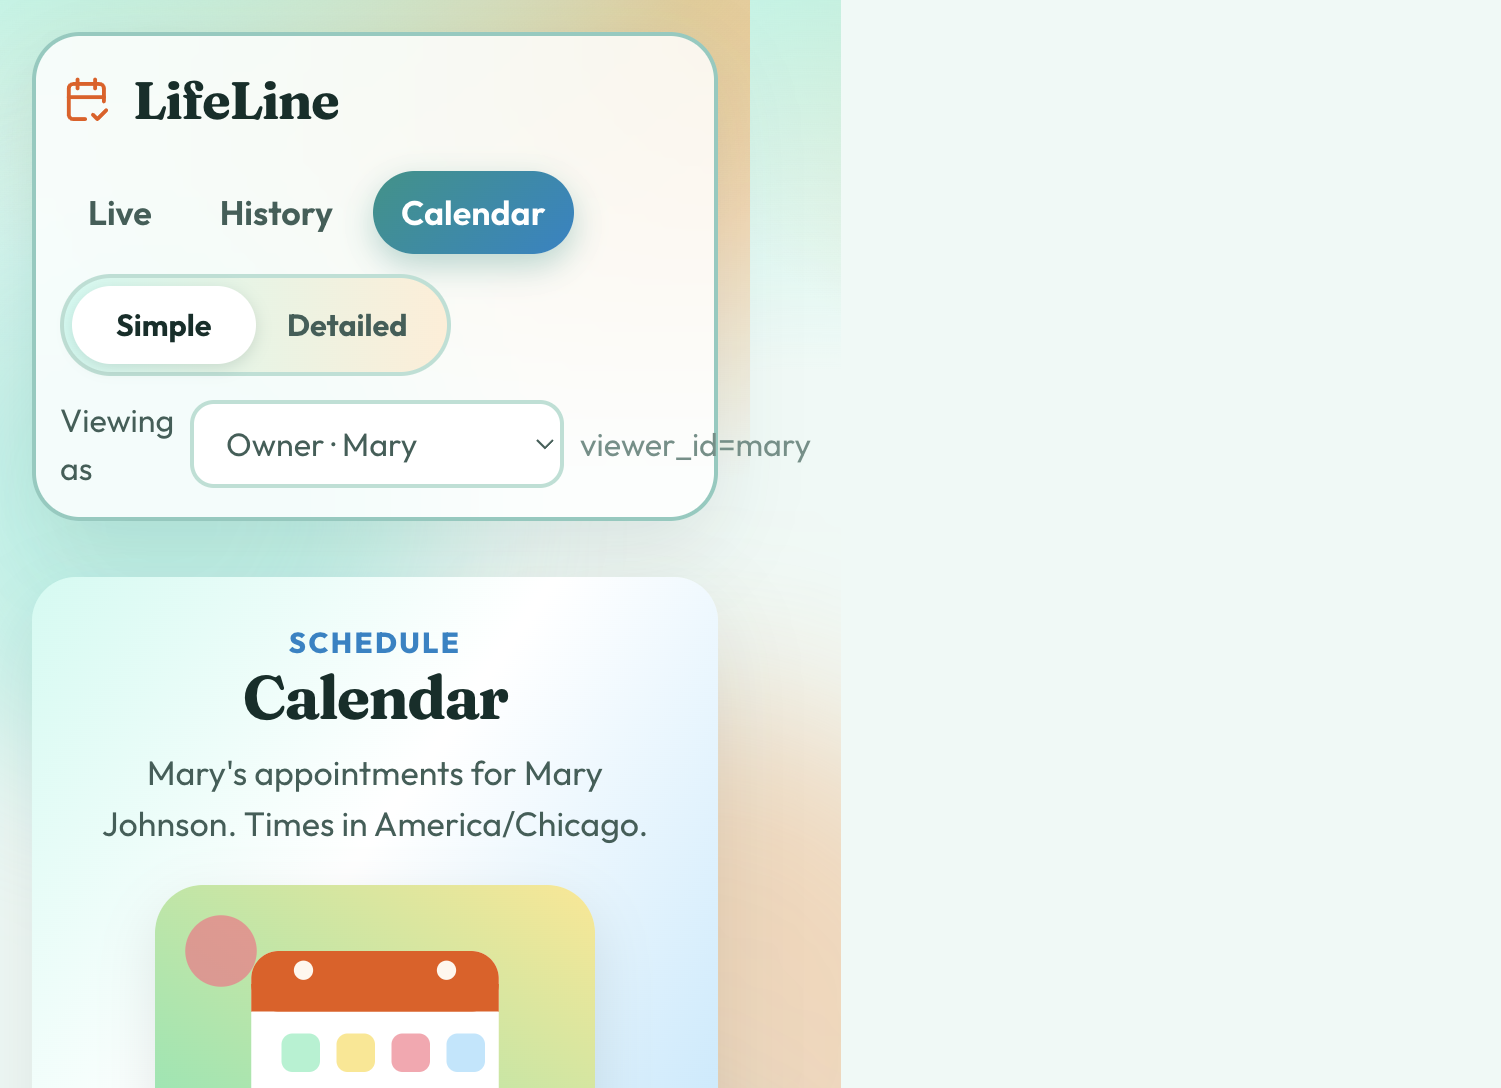 LifeLine
Live History Calendar
Simple Detailed
Viewing
as
Owner · Mary
viewer_id=mary
SCHEDULE
Calendar
Mary's appointments for Mary
Johnson. Times in America/Chicago.